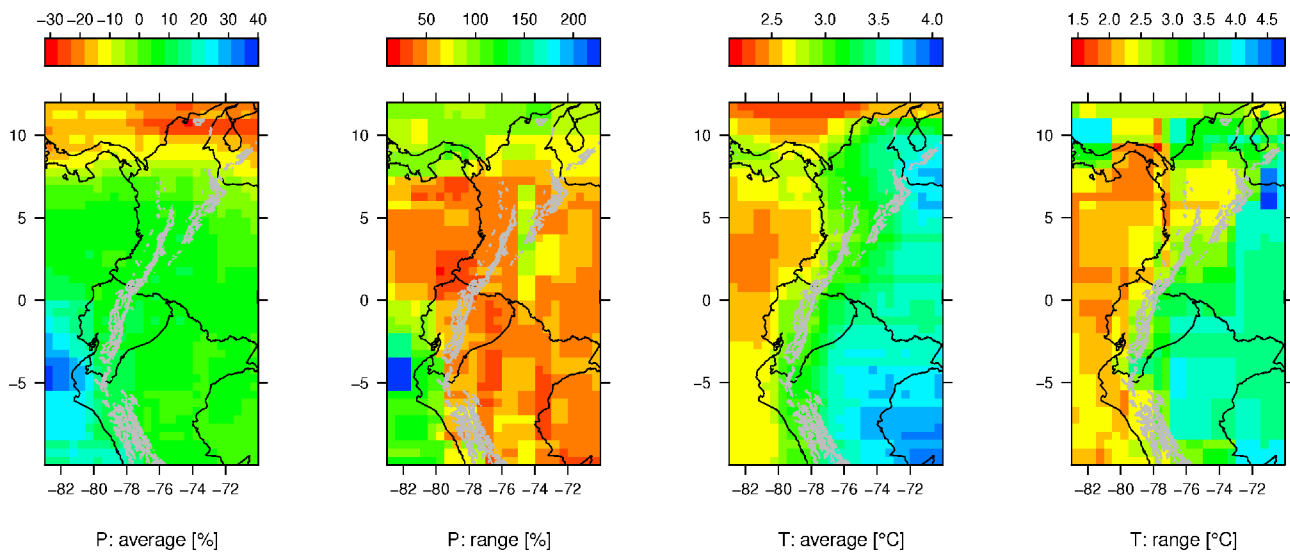 −30 −20 −10 0 10 20 30 40
50 100 150 200
2.5 3.0 3.5 4.0
1.5 2.0 2.5 3.0 3.5 4.0 4.5
10 10 10 10
5 5 5 5
0 0 0 0
−5 −5 −5 −5
−82 −80 −78 −76 −74 −72
−82 −80 −78 −76 −74 −72
−82 −80 −78 −76 −74 −72
−82 −80 −78 −76 −74 −72
P: average [%]
P: range [%]
T: average [°C]
T: range [°C]